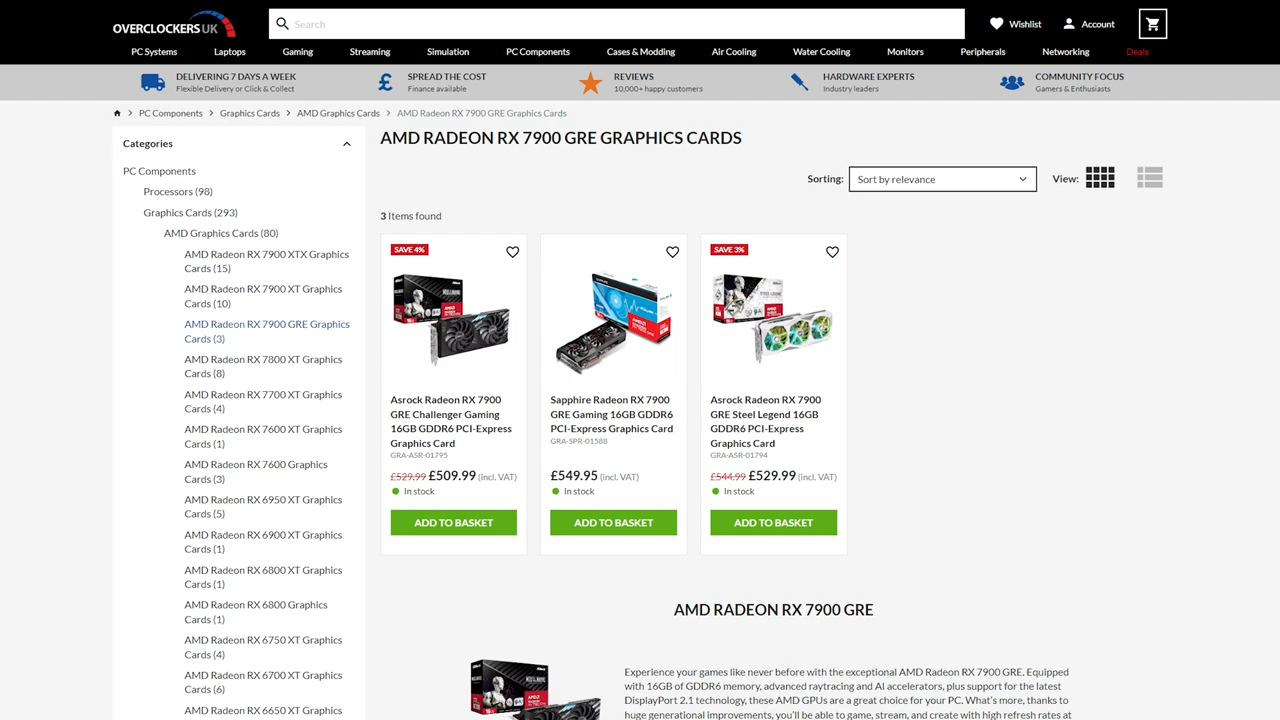 OVERCLOCKERS UK
Search
Wishlist
Account
PC Systems
Laptops
Gaming
Streaming
Simulation
PC Components
Cases & Modding
Air Cooling
Water Cooling
Monitors
Peripherals
Networking
Deals
DELIVERING 7 DAYS A WEEK
Flexible Delivery or Click & Collect
SPREAD THE COST
Finance available
REVIEWS
10,000+ happy customers
HARDWARE EXPERTS
Industry leaders
COMMUNITY FOCUS
Gamers & Enthusiasts
PC Components
Graphics Cards
AMD Graphics Cards
AMD Radeon RX 7900 GRE Graphics Cards
Categories
PC Components
Processors (98)
Graphics Cards (293)
AMD Graphics Cards (80)
AMD Radeon RX 7900 XTX Graphics
Cards (15)
AMD Radeon RX 7900 XT Graphics
Cards (10)
AMD Radeon RX 7900 GRE Graphics
Cards (3)
AMD Radeon RX 7800 XT Graphics
Cards (8)
AMD Radeon RX 7700 XT Graphics
Cards (4)
AMD Radeon RX 7600 XT Graphics
Cards (1)
AMD Radeon RX 7600 Graphics
Cards (3)
AMD Radeon RX 6950 XT Graphics
Cards (5)
AMD Radeon RX 6900 XT Graphics
Cards (1)
AMD Radeon RX 6800 XT Graphics
Cards (1)
AMD Radeon RX 6800 Graphics
Cards (1)
AMD Radeon RX 6750 XT Graphics
Cards (4)
AMD Radeon RX 6700 XT Graphics
Cards (6)
AMD Radeon RX 6650 XT Graphics
AMD RADEON RX 7900 GRE GRAPHICS CARDS
Sorting:
Sort by relevance
View:
3 Items found
SAVE 4%
Asrock Radeon RX 7900
GRE Challenger Gaming
16GB GDDR6 PCI-Express
Graphics Card
GRA-ASR-01795
£529.99 £509.99 (incl. VAT)
In stock
ADD TO BASKET
Sapphire Radeon RX 7900
GRE Gaming 16GB GDDR6
PCI-Express Graphics Card
GRA-SPR-01588
£549.95 (incl. VAT)
In stock
ADD TO BASKET
SAVE 3%
Asrock Radeon RX 7900
GRE Steel Legend 16GB
GDDR6 PCI-Express
Graphics Card
GRA-ASR-01794
£544.99 £529.99 (incl. VAT)
In stock
ADD TO BASKET
AMD RADEON RX 7900 GRE
Experience your games like never before with the exceptional AMD Radeon RX 7900 GRE. Equipped
with 16GB of GDDR6 memory, advanced raytracing and AI accelerators, plus support for the latest
DisplayPort 2.1 technology, these AMD GPUs are a great choice for your PC. What's more, thanks to
huge generational improvements, you'll be able to game, stream, and create with high refresh rates at